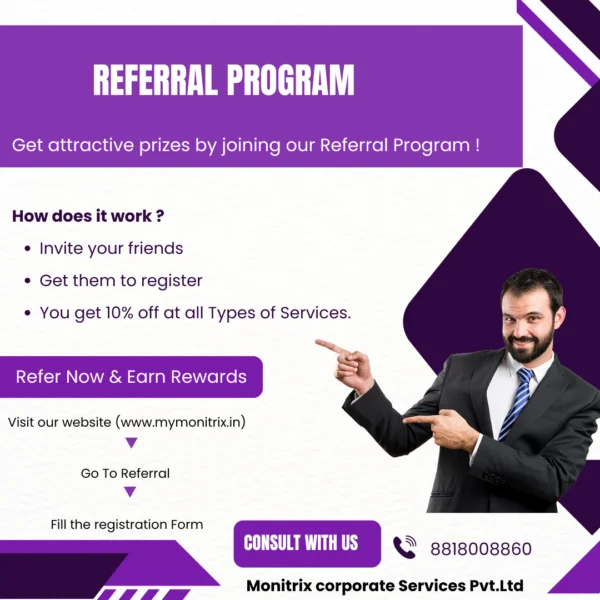 REFERRAL PROGRAM
Get attractive prizes by joining our Referral Program !
How does it work ?
• Invite your friends
• Get them to register
• You get 10% off at all Types of Services.
Refer Now & Earn Rewards
Visit our website (www.mymonitrix.in)
Go To Referral
Fill the registration Form
CONSULT WITH US
8818008860
Monitrix corporate Services Pvt.Ltd